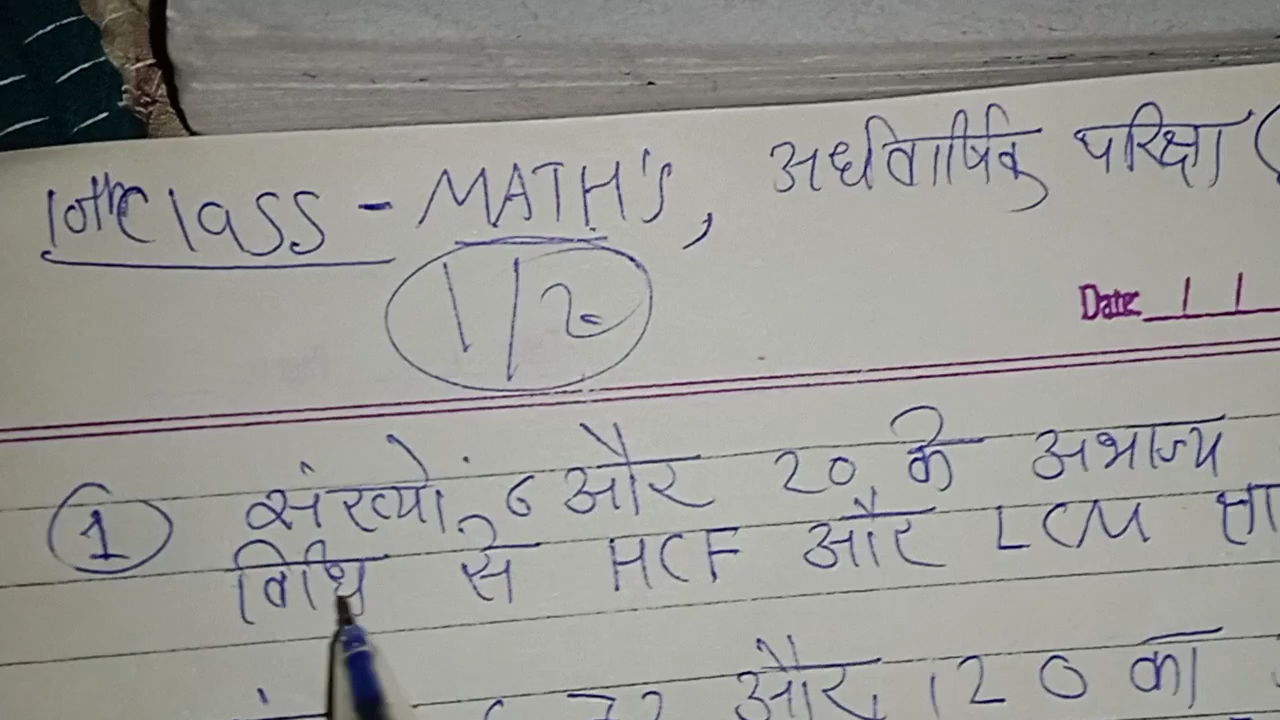 10th Class - MATH's, अर्धवार्षिक परिक्षा (
1/2
Date:
1 संख्यों 6 और 20 के अभाज्य
विधि से HCF और LCM ज्ञा
72 और 120 का